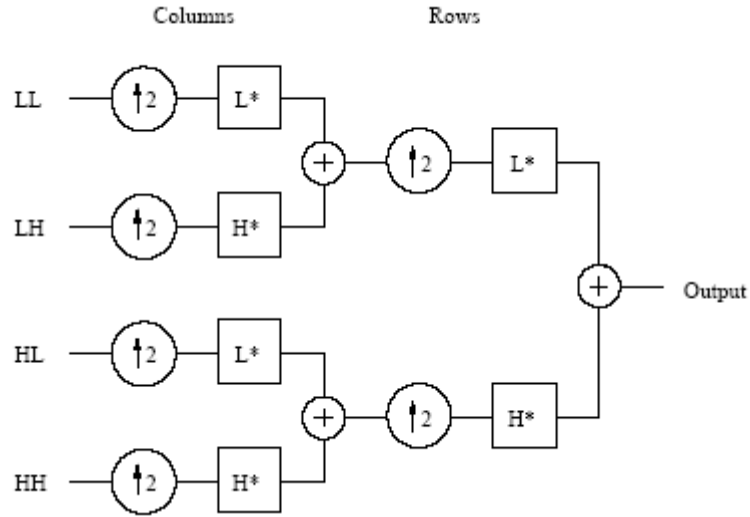 Columns Rows
LL 2 L*
+ 2 L*
LH 2 H*
+ Output
HL 2 L*
+ 2 H*
HH 2 H*